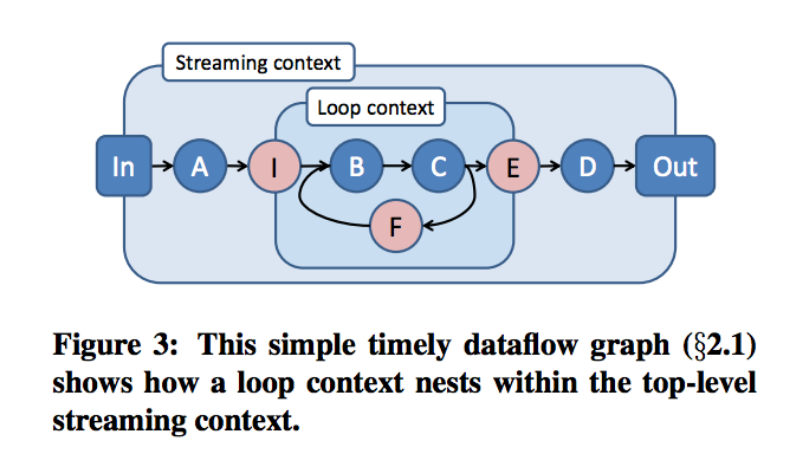 Streaming context
Loop context
In A I B C E D Out
F
Figure 3: This simple timely dataflow graph (§2.1)
shows how a loop context nests within the top-level
streaming context.